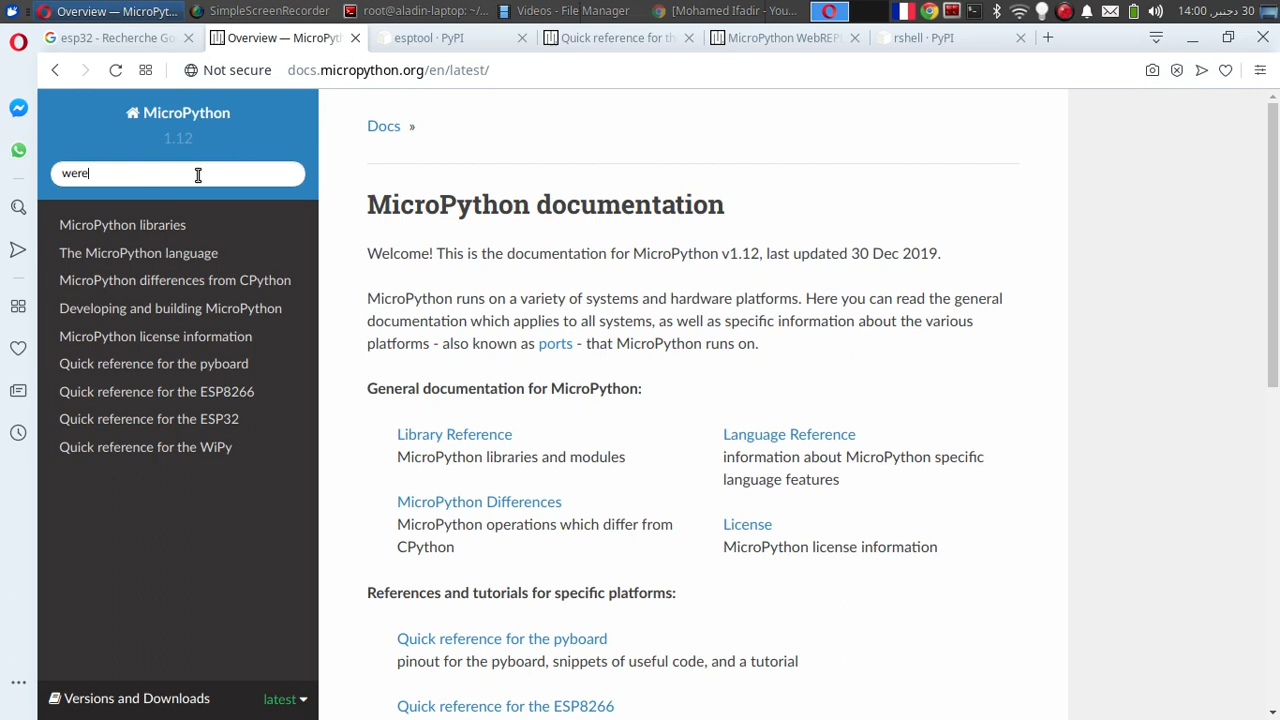 Overview — MicroPyt...
SimpleScreenRecorder
root@aladin-laptop: /...
Videos - File Manager
[Mohamed Ifadir - You...
30 دجنبر, 14:00
esp32 - Recherche Go
Overview — MicroPyth
esptool · PyPI
Quick reference for the
MicroPython WebREPL
rshell · PyPI
Not secure
docs.micropython.org/en/latest/
MicroPython
1.12
were
MicroPython libraries
The MicroPython language
MicroPython differences from CPython
Developing and building MicroPython
MicroPython license information
Quick reference for the pyboard
Quick reference for the ESP8266
Quick reference for the ESP32
Quick reference for the WiPy
Versions and Downloads
latest
Docs »
MicroPython documentation
Welcome! This is the documentation for MicroPython v1.12, last updated 30 Dec 2019.
MicroPython runs on a variety of systems and hardware platforms. Here you can read the general
documentation which applies to all systems, as well as specific information about the various
platforms - also known as ports - that MicroPython runs on.
General documentation for MicroPython:
Library Reference
MicroPython libraries and modules
Language Reference
information about MicroPython specific
language features
MicroPython Differences
MicroPython operations which differ from
CPython
License
MicroPython license information
References and tutorials for specific platforms:
Quick reference for the pyboard
pinout for the pyboard, snippets of useful code, and a tutorial
Quick reference for the ESP8266